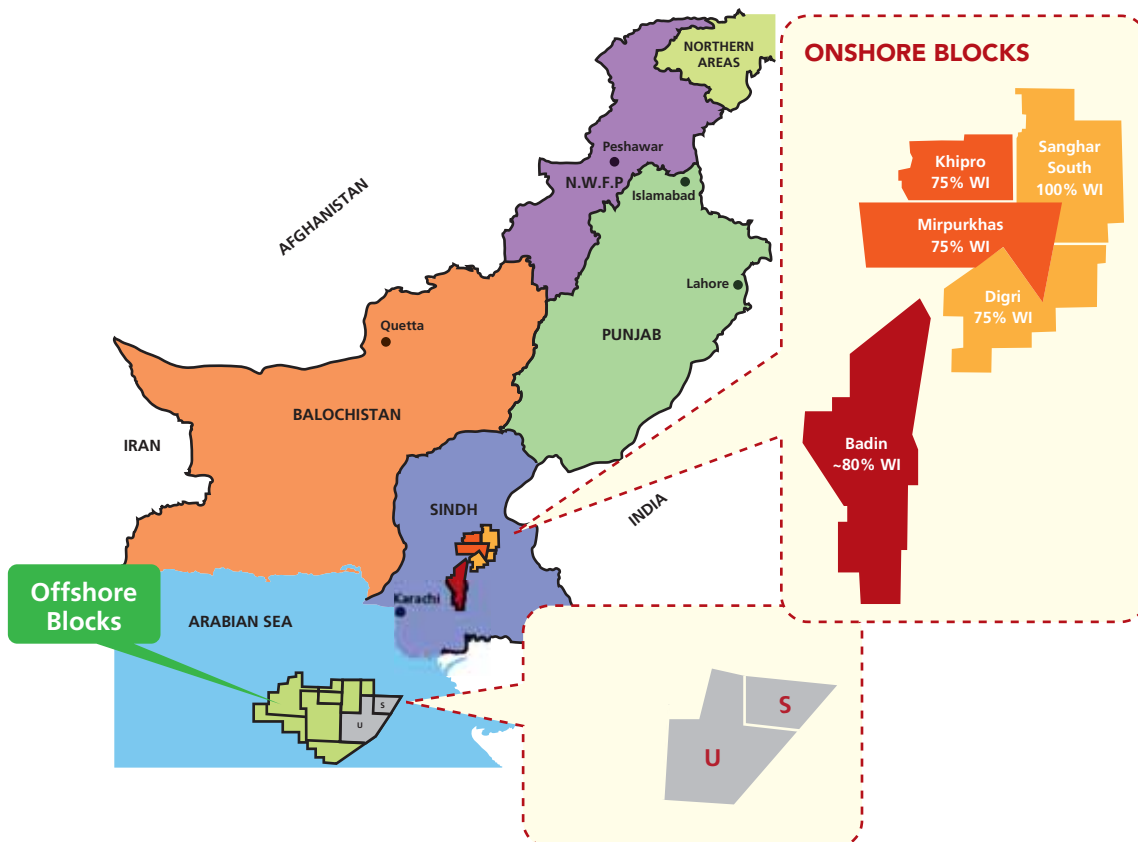 NORTHERN
AREAS
Peshawar
N.W.F.P
Islamabad
AFGHANISTAN
Lahore
Quetta
PUNJAB
BALOCHISTAN
IRAN
SINDH
INDIA
Karachi
Offshore
Blocks
ARABIAN SEA
S
U
ONSHORE BLOCKS
Khipro
75% WI
Sanghar
South
100% WI
Mirpurkhas
75% WI
Digri
75% WI
Badin
~80% WI
S
U